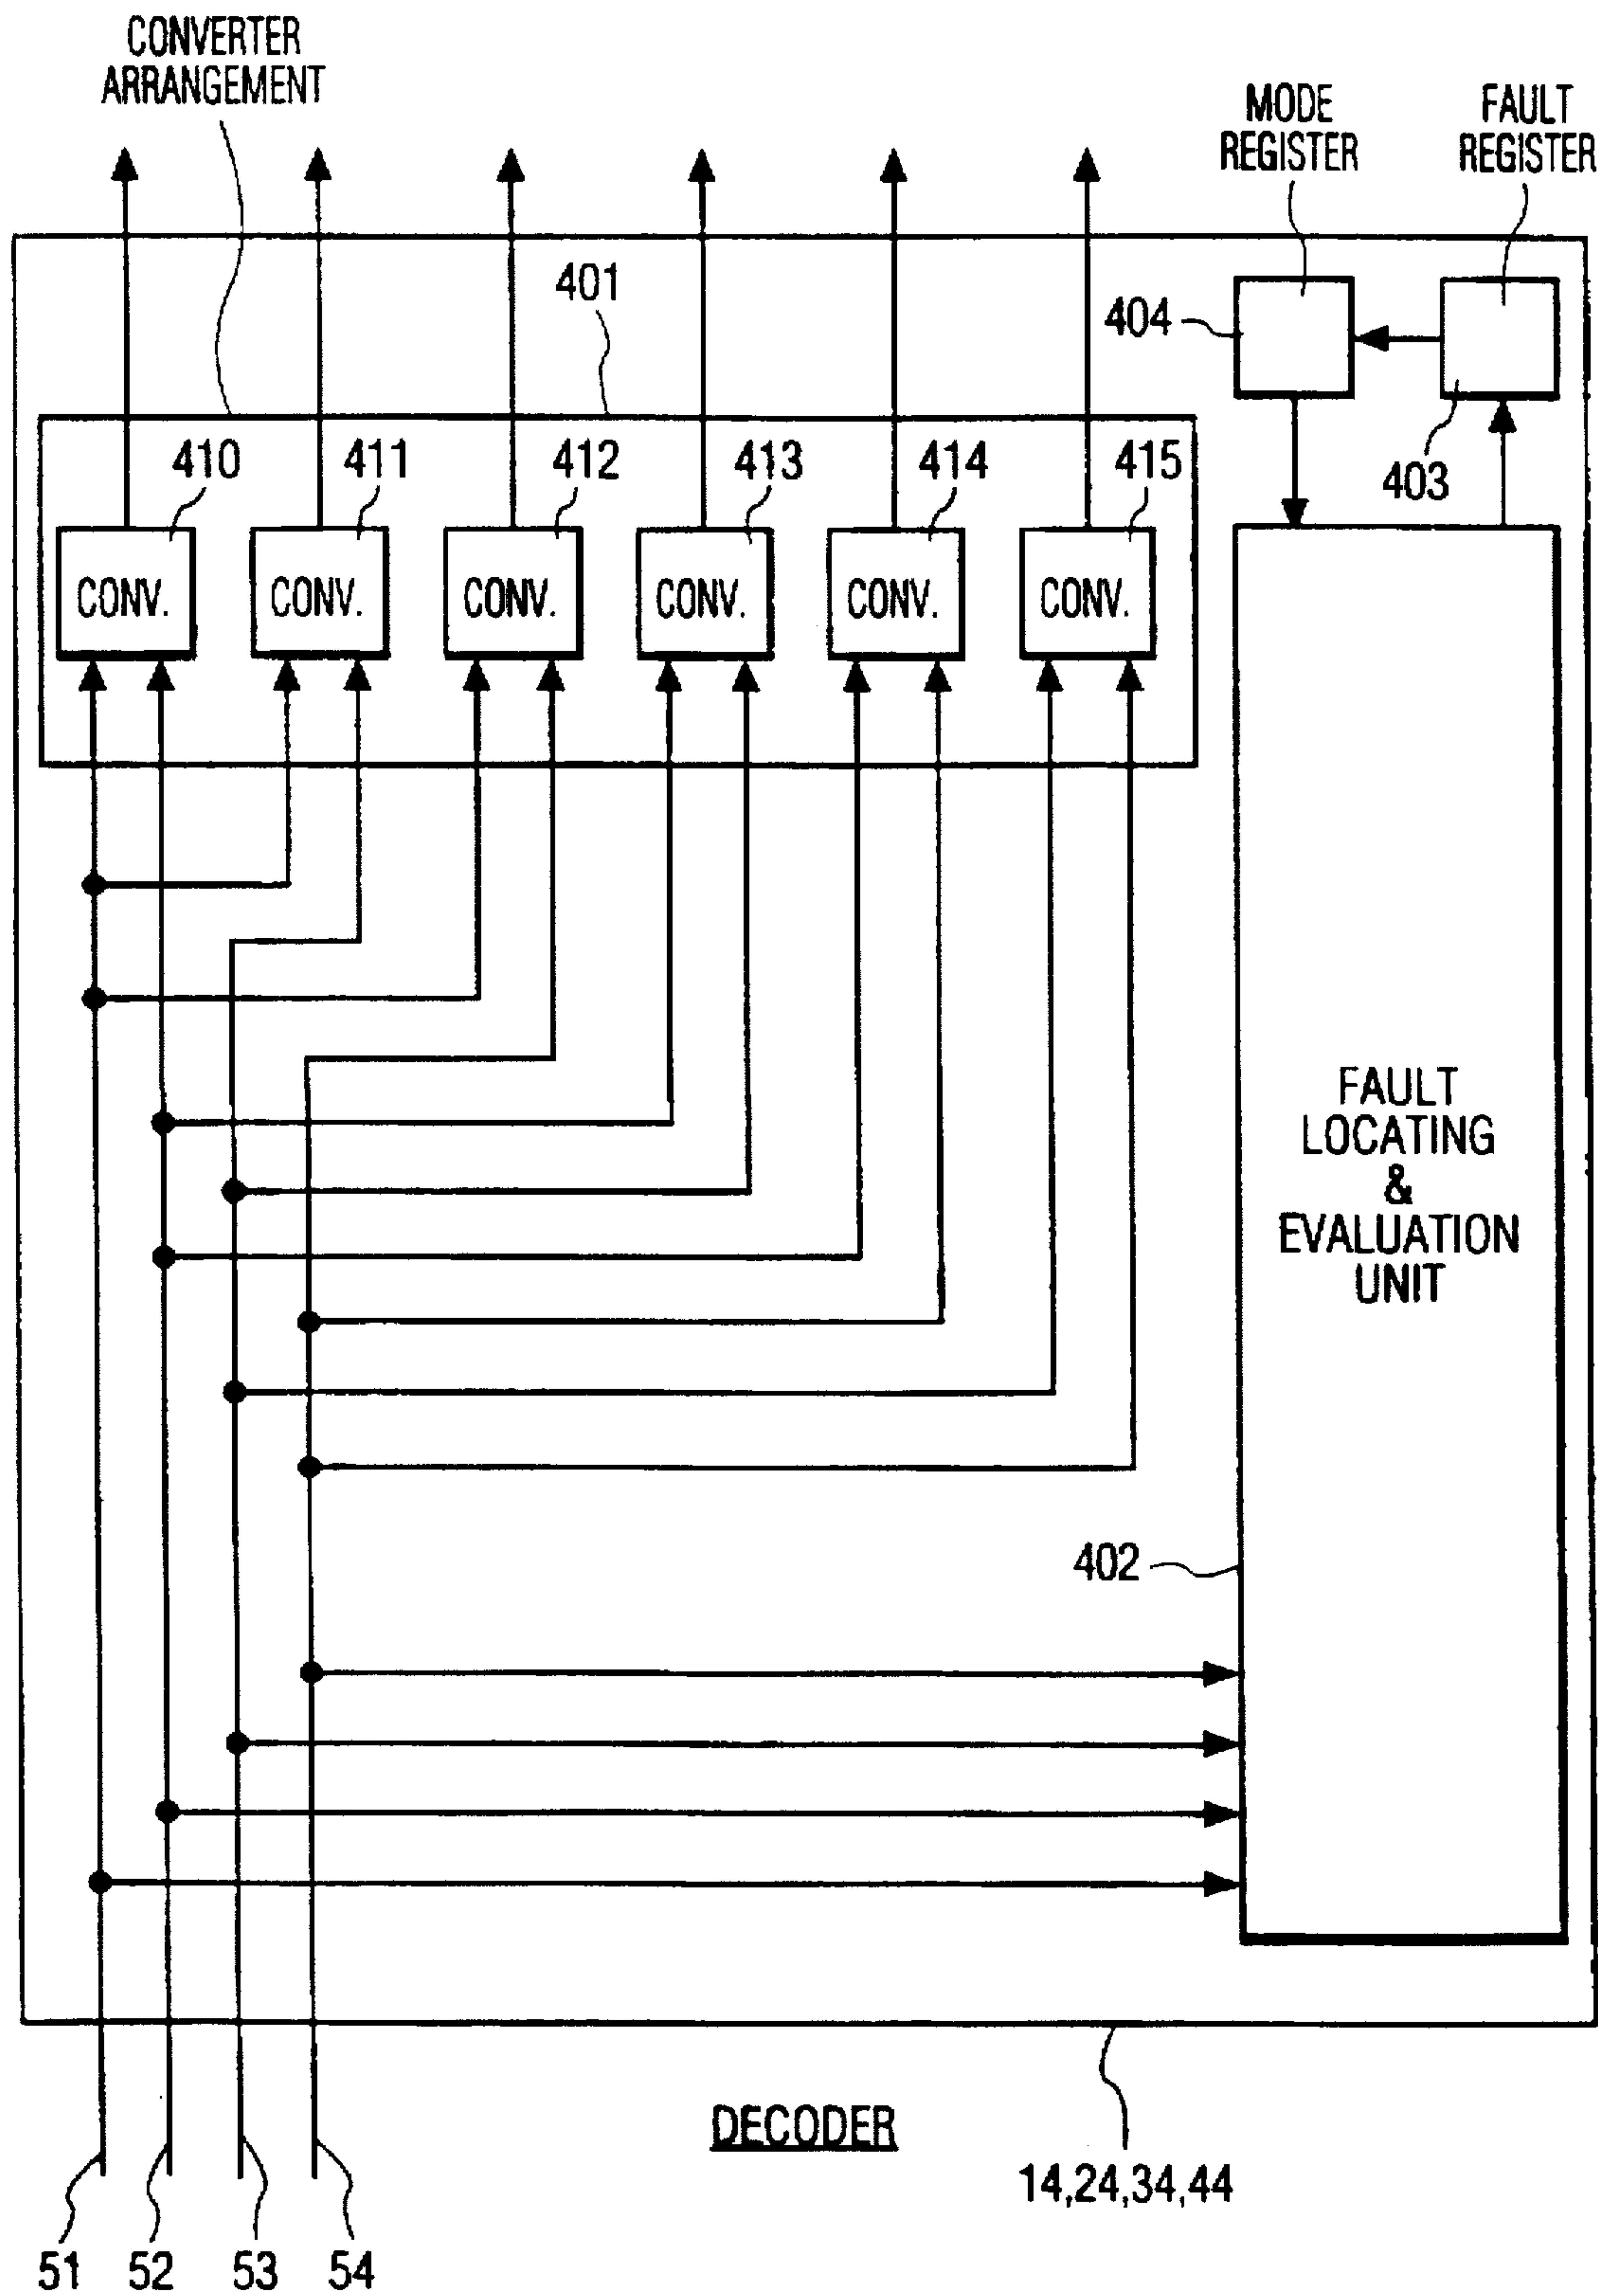 CONVERTER
ARRANGEMENT
MODE
REGISTER
FAULT
REGISTER
401
404
403
410
411
412
413
414
415
CONV.
CONV.
CONV.
CONV.
CONV.
CONV.
FAULT
LOCATING
&
EVALUATION
UNIT
402
DECODER
14,24,34,44
51
52
53
54